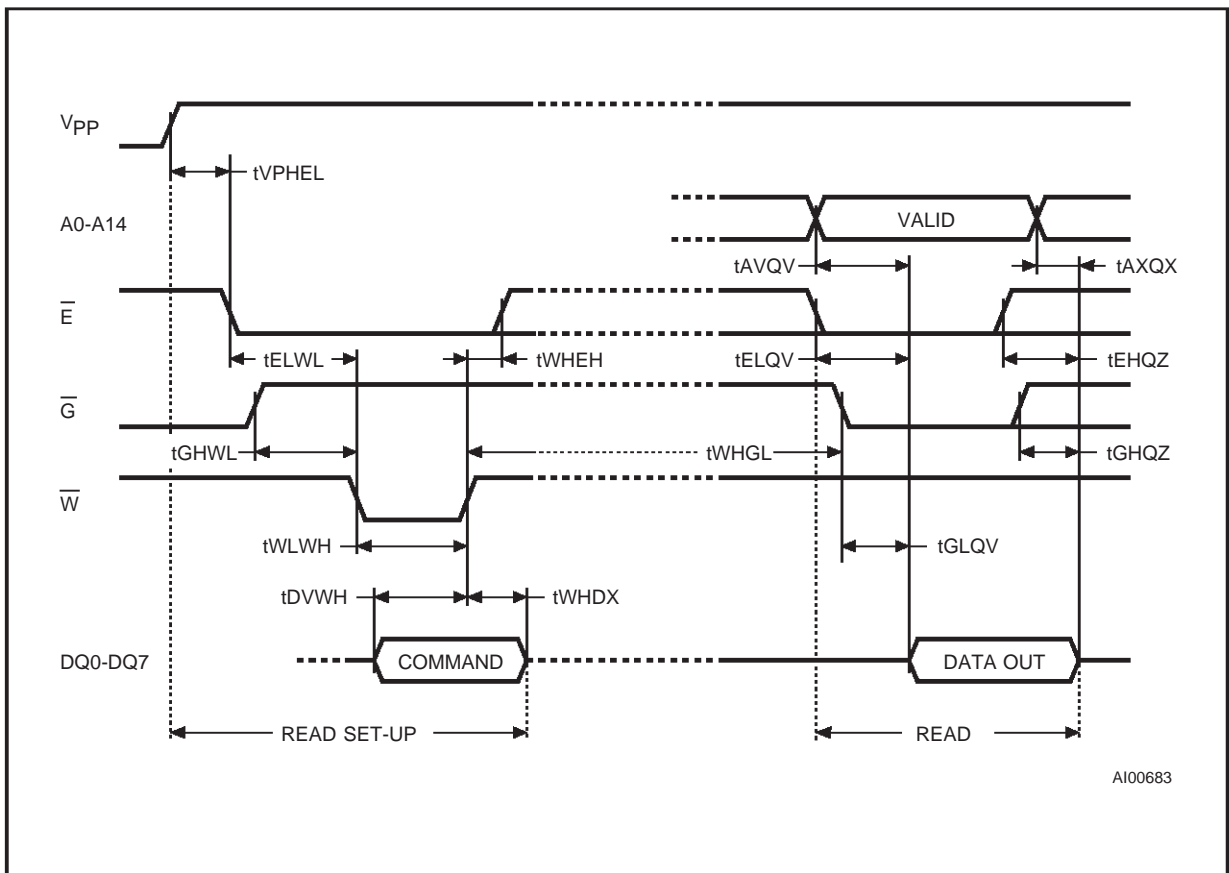 VPP
tVPHEL
A0-A14
VALID
tAVQV
tAXQX
E
tELWL
tWHEH
tELQV
tEHQZ
G
tGHWL
tWHGL
tGHQZ
W
tWLWH
tGLQV
tDVWH
tWHDX
DQ0-DQ7
COMMAND
DATA OUT
READ SET-UP
READ
AI00683